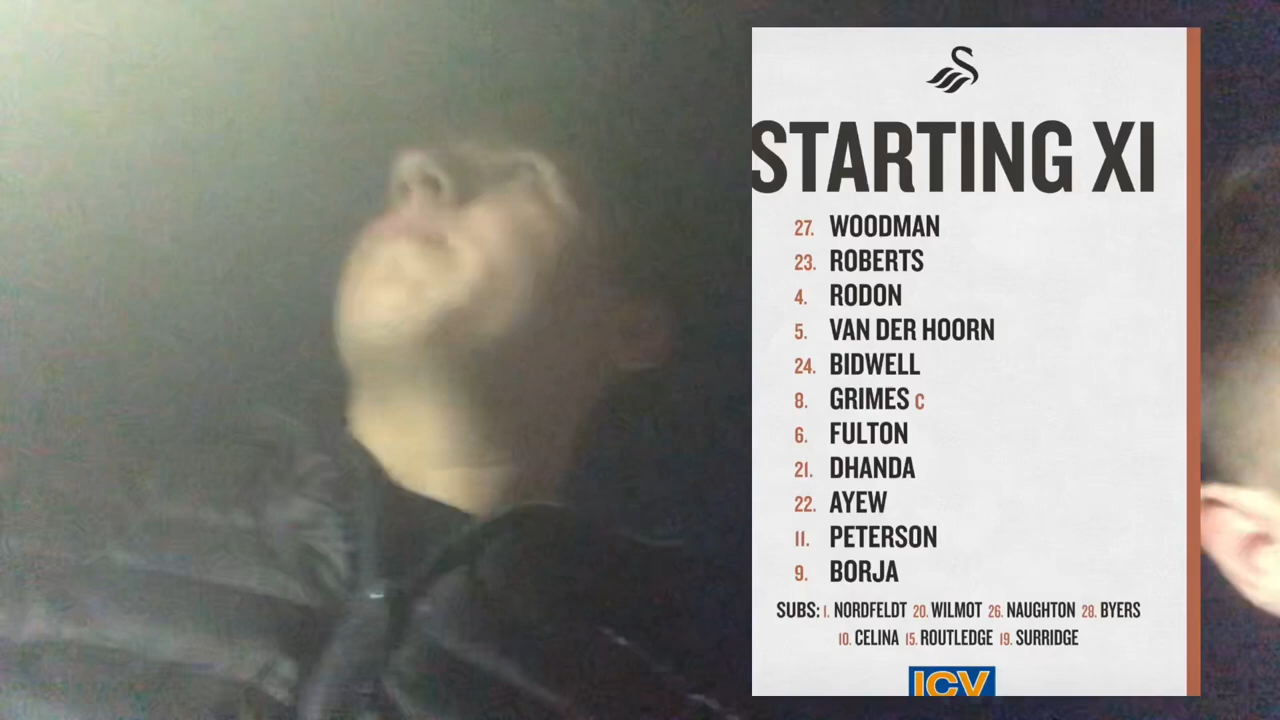 STARTING XI
27. WOODMAN
23. ROBERTS
4. RODON
5. VAN DER HOORN
24. BIDWELL
8. GRIMES C
6. FULTON
21. DHANDA
22. AYEW
11. PETERSON
9. BORJA
SUBS: 1. NORDFELDT 20. WILMOT 26. NAUGHTON 28. BYERS
10. CELINA 15. ROUTLEDGE 19. SURRIDGE
ICV